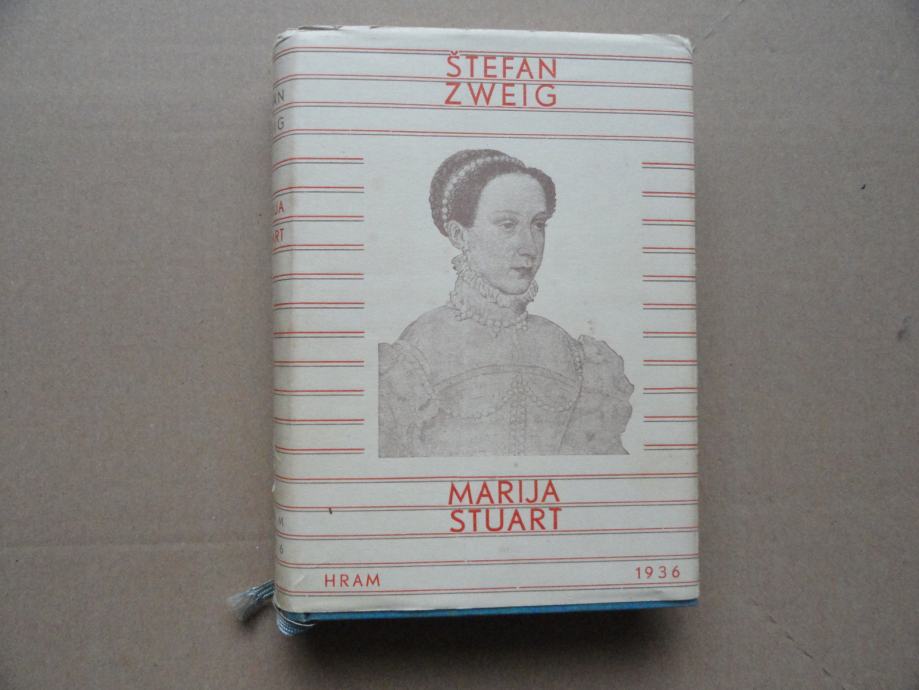 ŠTEFAN
ZWEIG
MARIJA
STUART
HRAM 1936